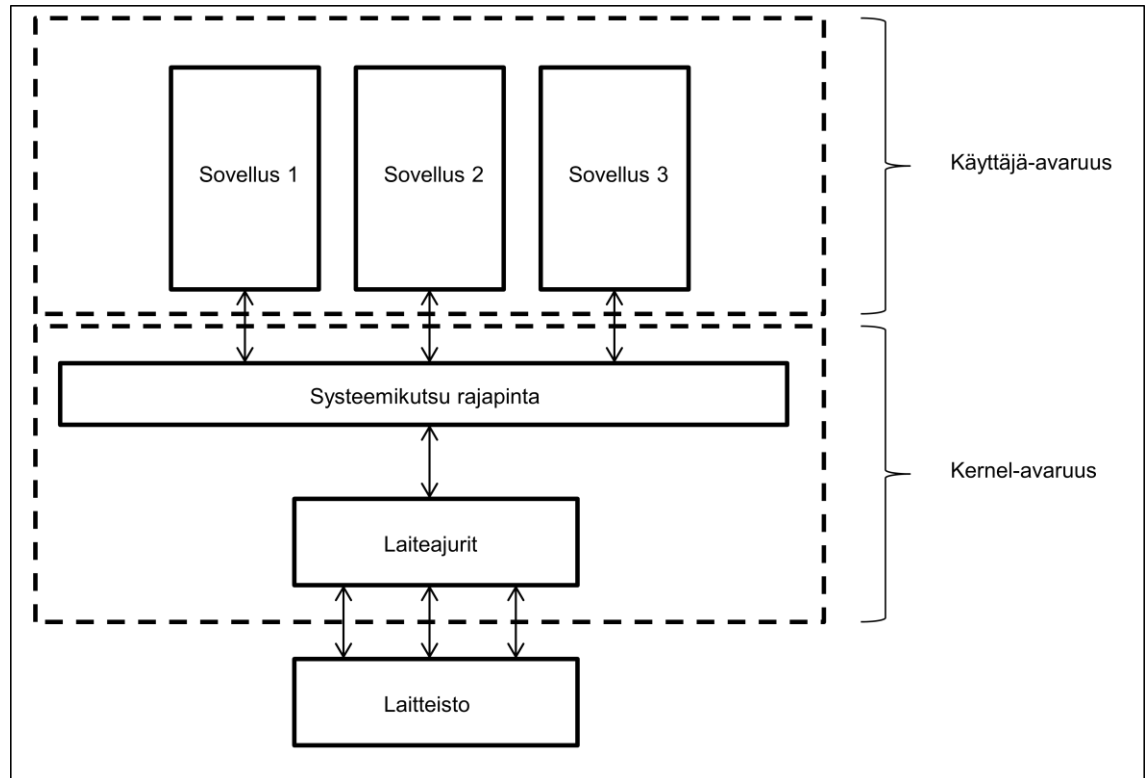 Sovellus 1
Sovellus 2
Sovellus 3
Käyttäjä-avaruus
Systeemikutsu rajapinta
Kernel-avaruus
Laiteajurit
Laitteisto